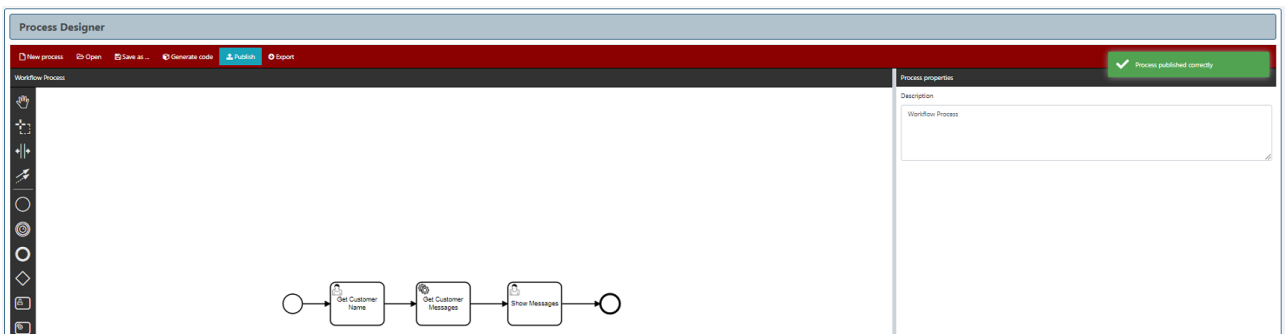 Process Designer
New process Open Save as ... Generate code Publish Export
Process published correctly
Workflow Process
Process properties
Description
Workflow Process
Get Customer
Name
Get Customer
Messages
Show Messages